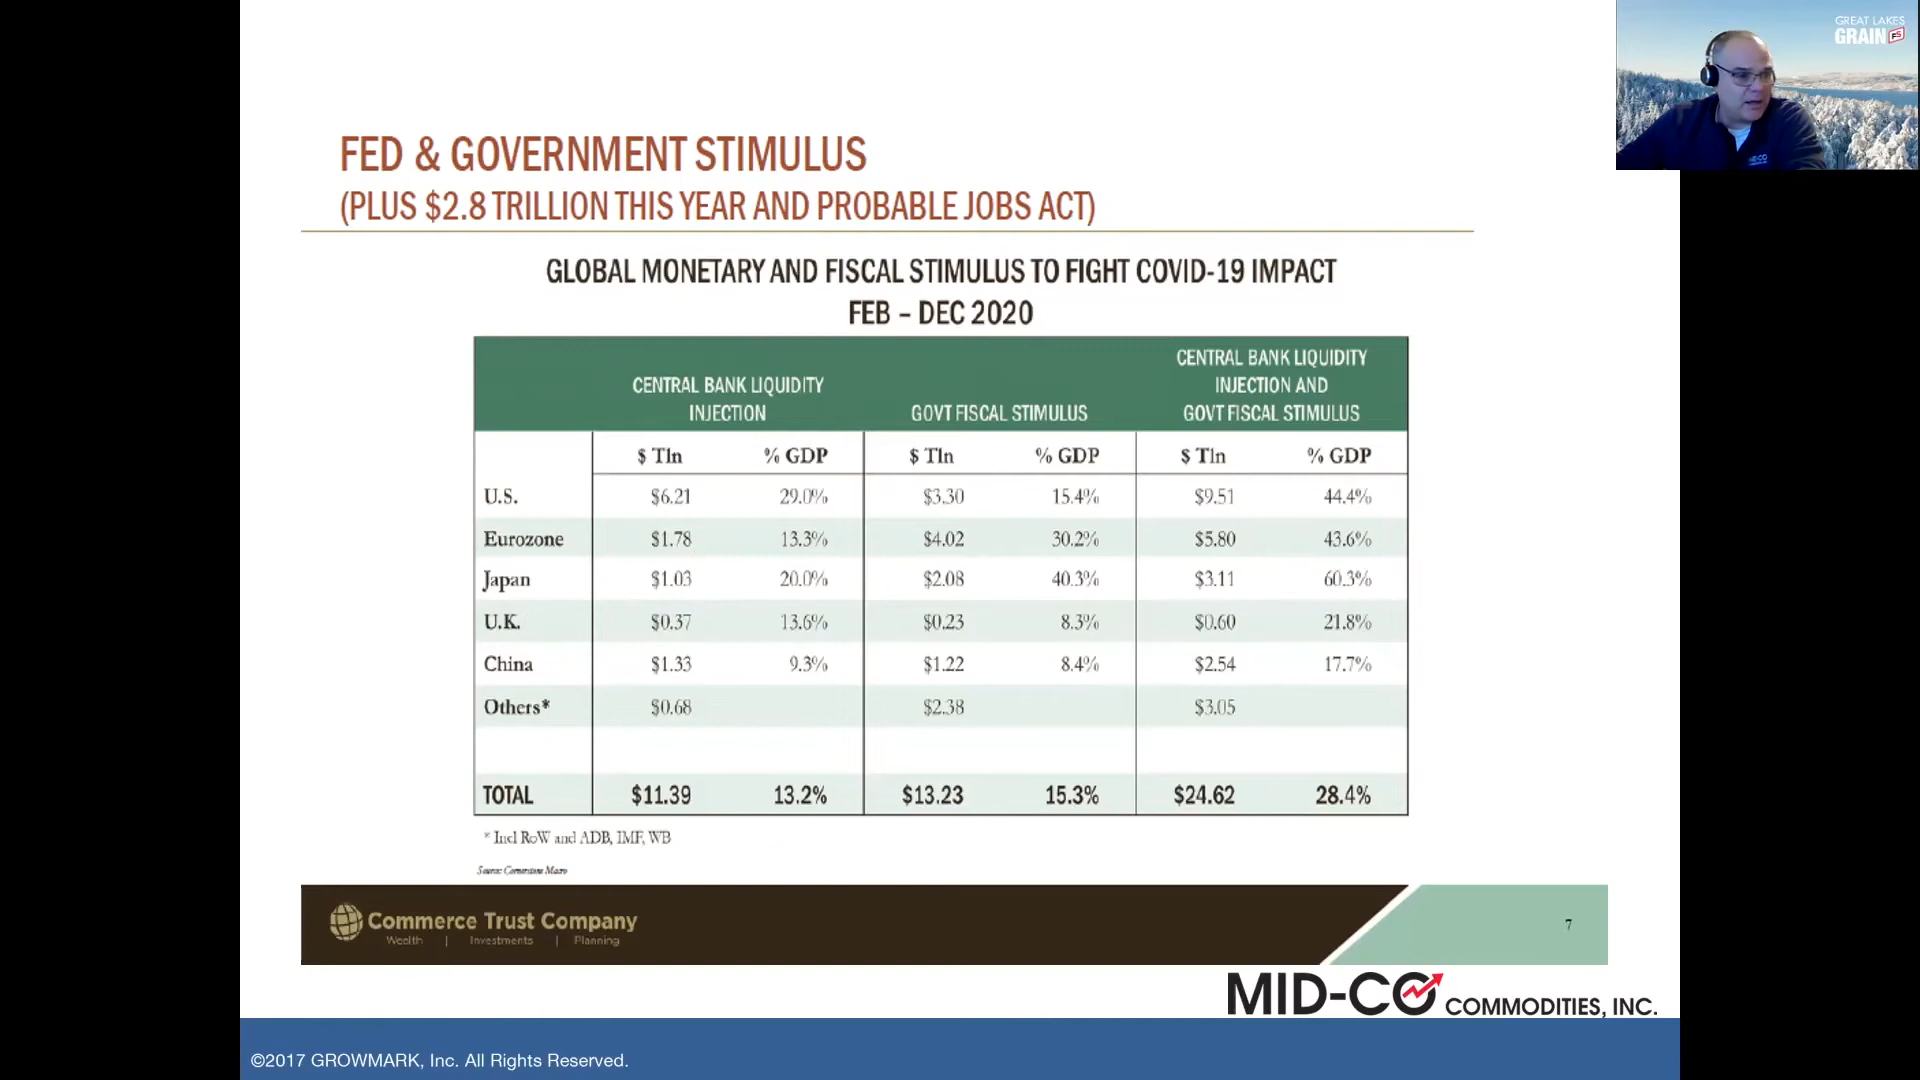 GREAT LAKES
GRAIN FS
MID-CO
FED & GOVERNMENT STIMULUS
(PLUS $2.8 TRILLION THIS YEAR AND PROBABLE JOBS ACT)
GLOBAL MONETARY AND FISCAL STIMULUS TO FIGHT COVID-19 IMPACT
FEB – DEC 2020
CENTRAL BANK LIQUIDITY
INJECTION
GOVT FISCAL STIMULUS
CENTRAL BANK LIQUIDITY
INJECTION AND
GOVT FISCAL STIMULUS
$ Tln % GDP $ Tln % GDP $ Tln % GDP
U.S. $6.21 29.0% $3.30 15.4% $9.51 44.4%
Eurozone $1.78 13.3% $4.02 30.2% $5.80 43.6%
Japan $1.03 20.0% $2.08 40.3% $3.11 60.3%
U.K. $0.37 13.6% $0.23 8.3% $0.60 21.8%
China $1.33 9.3% $1.22 8.4% $2.54 17.7%
Others* $0.68 $2.38 $3.05
TOTAL $11.39 13.2% $13.23 15.3% $24.62 28.4%
* Incl RoW and ADB, IMF, WB
Source: Cornerstone Macro
Commerce Trust Company
Wealth | Investments | Planning
7
MID-CO COMMODITIES, INC.
©2017 GROWMARK, Inc. All Rights Reserved.